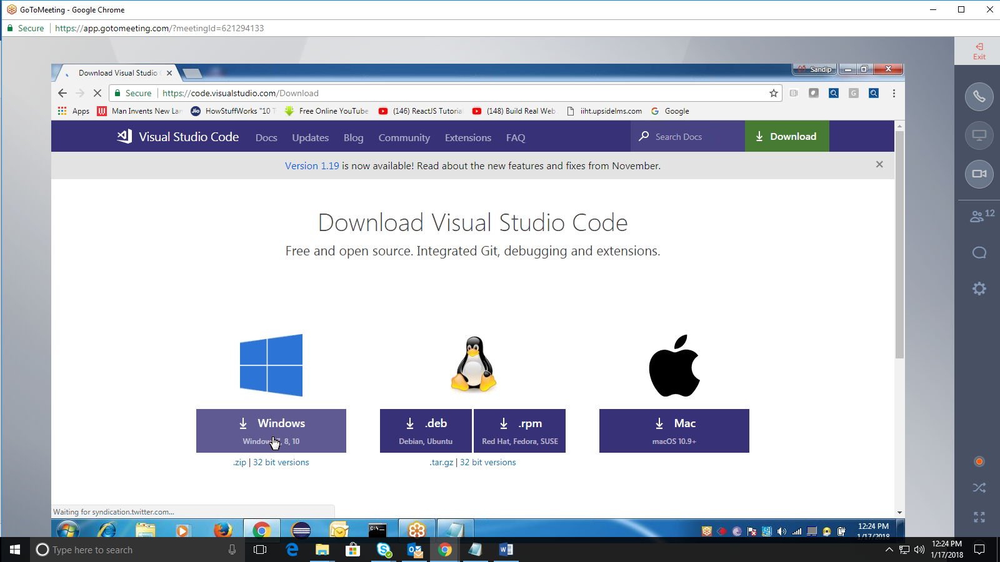 GoToMeeting - Google Chrome
Secure https://app.gotomeeting.com/?meetingId=621294133
Exit
Download Visual Studio
Sandip
Secure https://code.visualstudio.com/Download
Apps Man Invents New Lan HowStuffWorks "10 T Free Online YouTube (146) ReactJS Tutoria (148) Build Real Web iiht.upsidelms.com Google
Visual Studio Code Docs Updates Blog Community Extensions FAQ Search Docs Download
Version 1.19 is now available! Read about the new features and fixes from November.
12
Download Visual Studio Code
Free and open source. Integrated Git, debugging and extensions.
Windows .deb .rpm Mac
8, 10 Debian, Ubuntu Red Hat, Fedora, SUSE macOS 10.9+
.zip | 32 bit versions .tar.gz | 32 bit versions
Waiting for syndication.twitter.com...
12:24 PM
1/17/2018
Type here to search
12:24 PM
1/17/2018